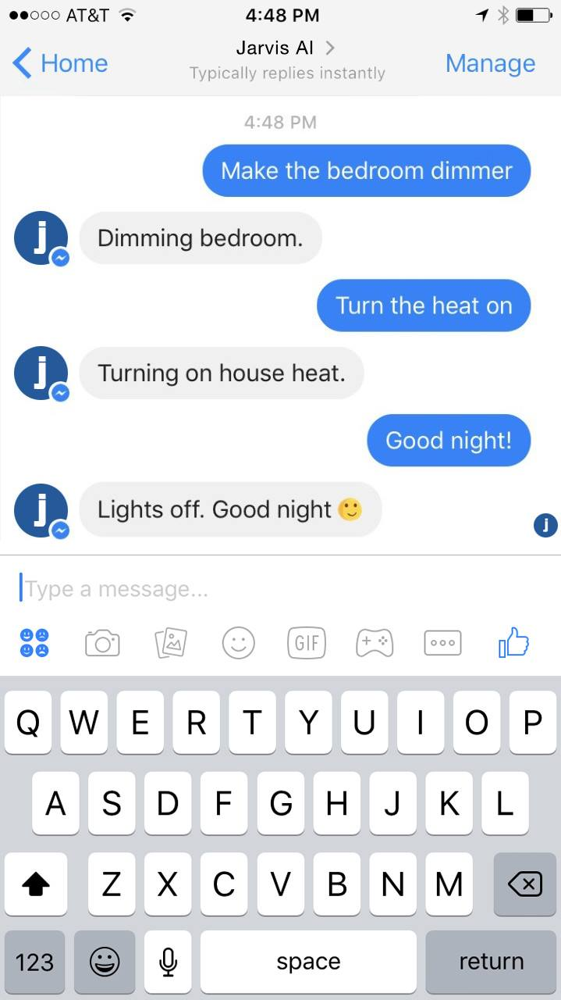 AT&T 4:48 PM
Jarvis AI
Home
Typically replies instantly
Manage
4:48 PM
Make the bedroom dimmer
j
Dimming bedroom.
Turn the heat on
j
Turning on house heat.
Good night!
j
Lights off. Good night 🙂
j
Type a message...
GIF
Q W E R T Y U I O P
A S D F G H J K L
Z X C V B N M
123 space return